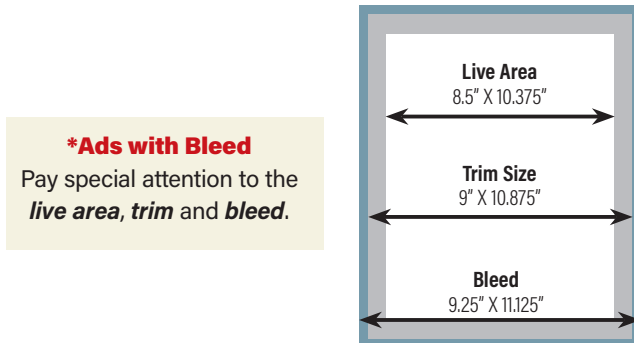 *Ads with Bleed
Pay special attention to the
live area, trim and bleed.
Live Area
8.5" X 10.375"
Trim Size
9" X 10.875"
Bleed
9.25" X 11.125"